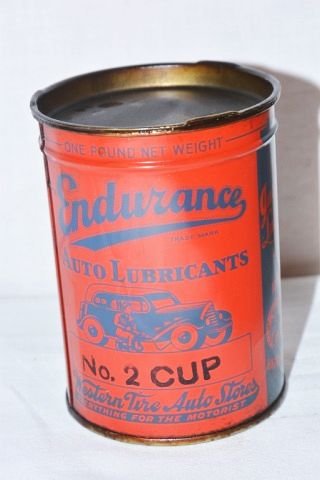 ONE POUND NET WEIGHT
Endurance
TRADE MARK
AUTO LUBRICANTS
No. 2 CUP
Western Tire Auto Stores
EVERYTHING FOR THE MOTORIST